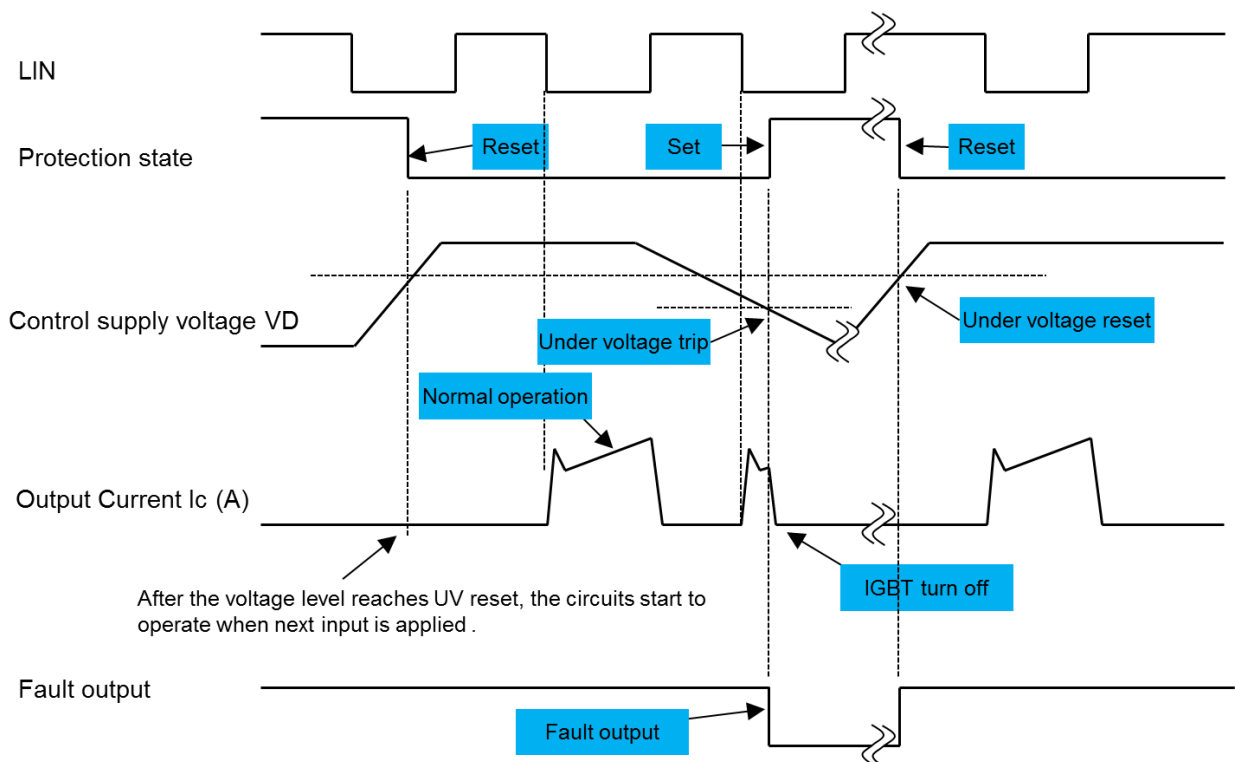 LIN
Protection state
Reset
Set
Reset
Control supply voltage VD
Under voltage trip
Under voltage reset
Normal operation
Output Current Ic (A)
IGBT turn off
After the voltage level reaches UV reset, the circuits start to
operate when next input is applied .
Fault output
Fault output